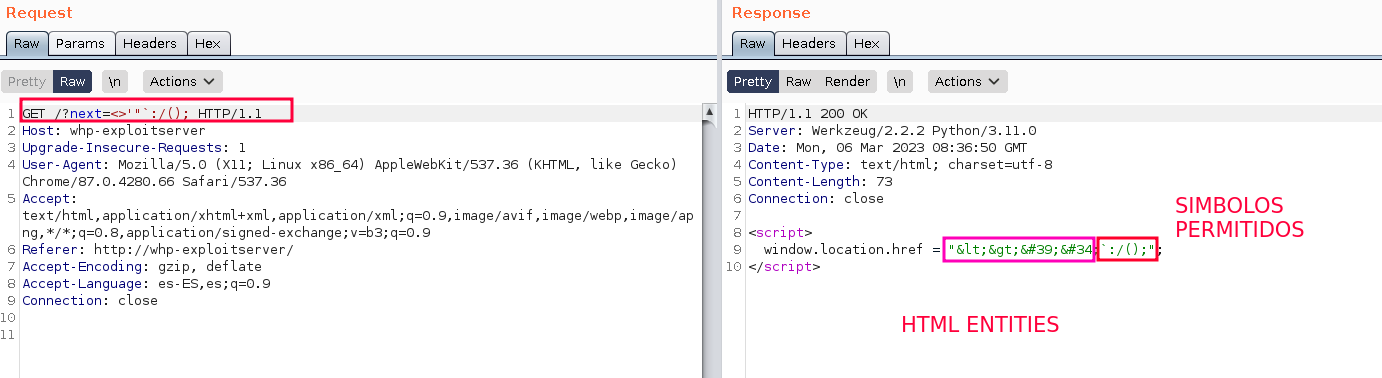 Request
Raw Params Headers Hex
Pretty Raw \n Actions
1 GET /?next=<>'"`:/(); HTTP/1.1
2 Host: whp-exploitserver
3 Upgrade-Insecure-Requests: 1
4 User-Agent: Mozilla/5.0 (X11; Linux x86_64) AppleWebKit/537.36 (KHTML, like Gecko)
Chrome/87.0.4280.66 Safari/537.36
5 Accept:
text/html,application/xhtml+xml,application/xml;q=0.9,image/avif,image/webp,image/ap
ng,*/*;q=0.8,application/signed-exchange;v=b3;q=0.9
6 Referer: http://whp-exploitserver/
7 Accept-Encoding: gzip, deflate
8 Accept-Language: es-ES,es;q=0.9
9 Connection: close
10
11
Response
Raw Headers Hex
Pretty Raw Render \n Actions
1 HTTP/1.1 200 OK
2 Server: Werkzeug/2.2.2 Python/3.11.0
3 Date: Mon, 06 Mar 2023 08:36:50 GMT
4 Content-Type: text/html; charset=utf-8
5 Content-Length: 73
6 Connection: close
7
8 <script>
9 window.location.href = "&lt;&gt;&#39;&#34;`:/();";
10 </script>
SIMBOLOS
PERMITIDOS
HTML ENTITIES